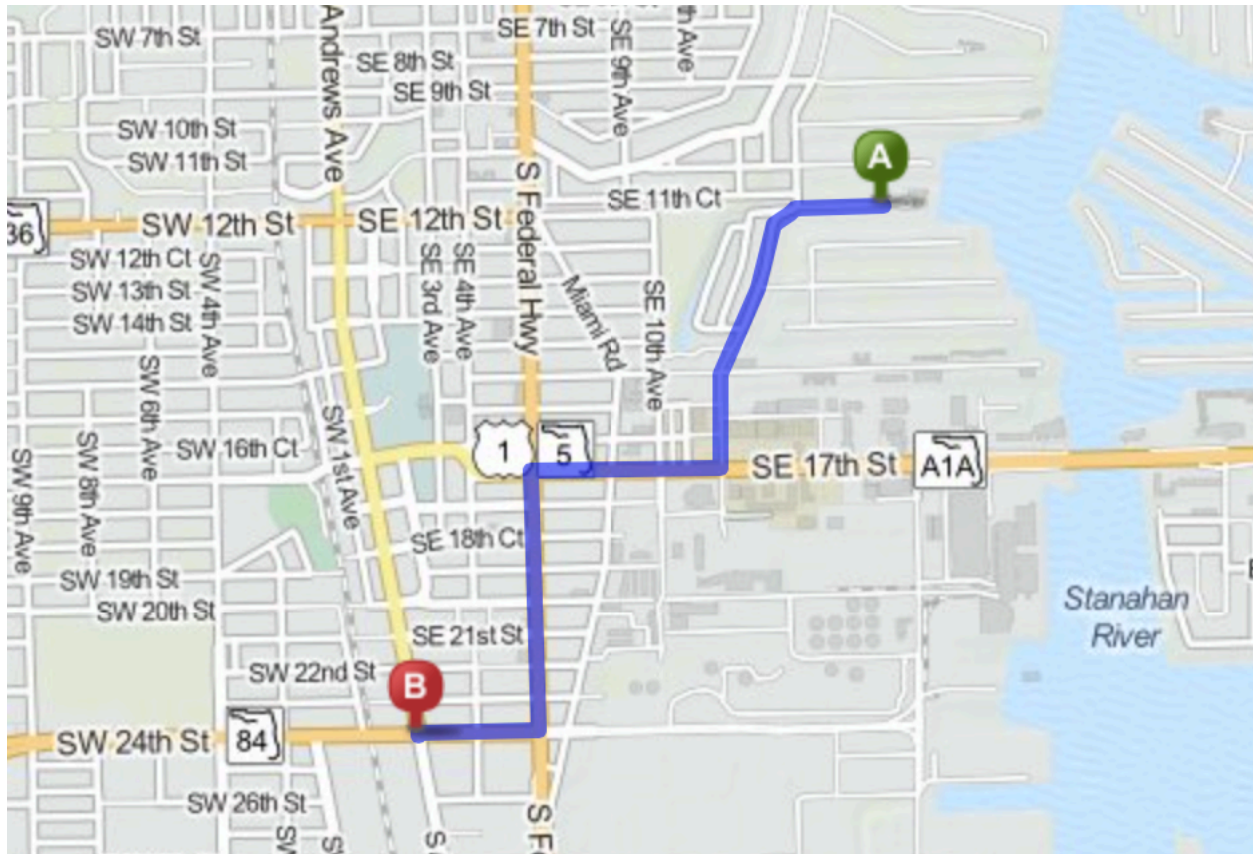 SW 7th St
Andrews Ave
SE 7th St
SE 9th Ave
SE 8th St
SE 9th St
SW 10th St
SW 11th St
A
S Federal Hwy
SE 11th Ct
36
SW 12th St
SE 12th St
SW 12th Ct
SW 4th Ave
SE 3rd Ave
SE 4th Ave
SW 13th St
Miami Rd
SE 10th Ave
SW 14th St
SW 6th Ave
SW 1st Ave
SW 9th Ave
SW 8th Ave
SW 16th Ct
1
5
SE 17th St
A1A
SE 18th Ct
SW 19th St
SW 20th St
Stanahan
River
SE 21st St
SW 22nd St
B
SW 24th St
84
SW 26th St